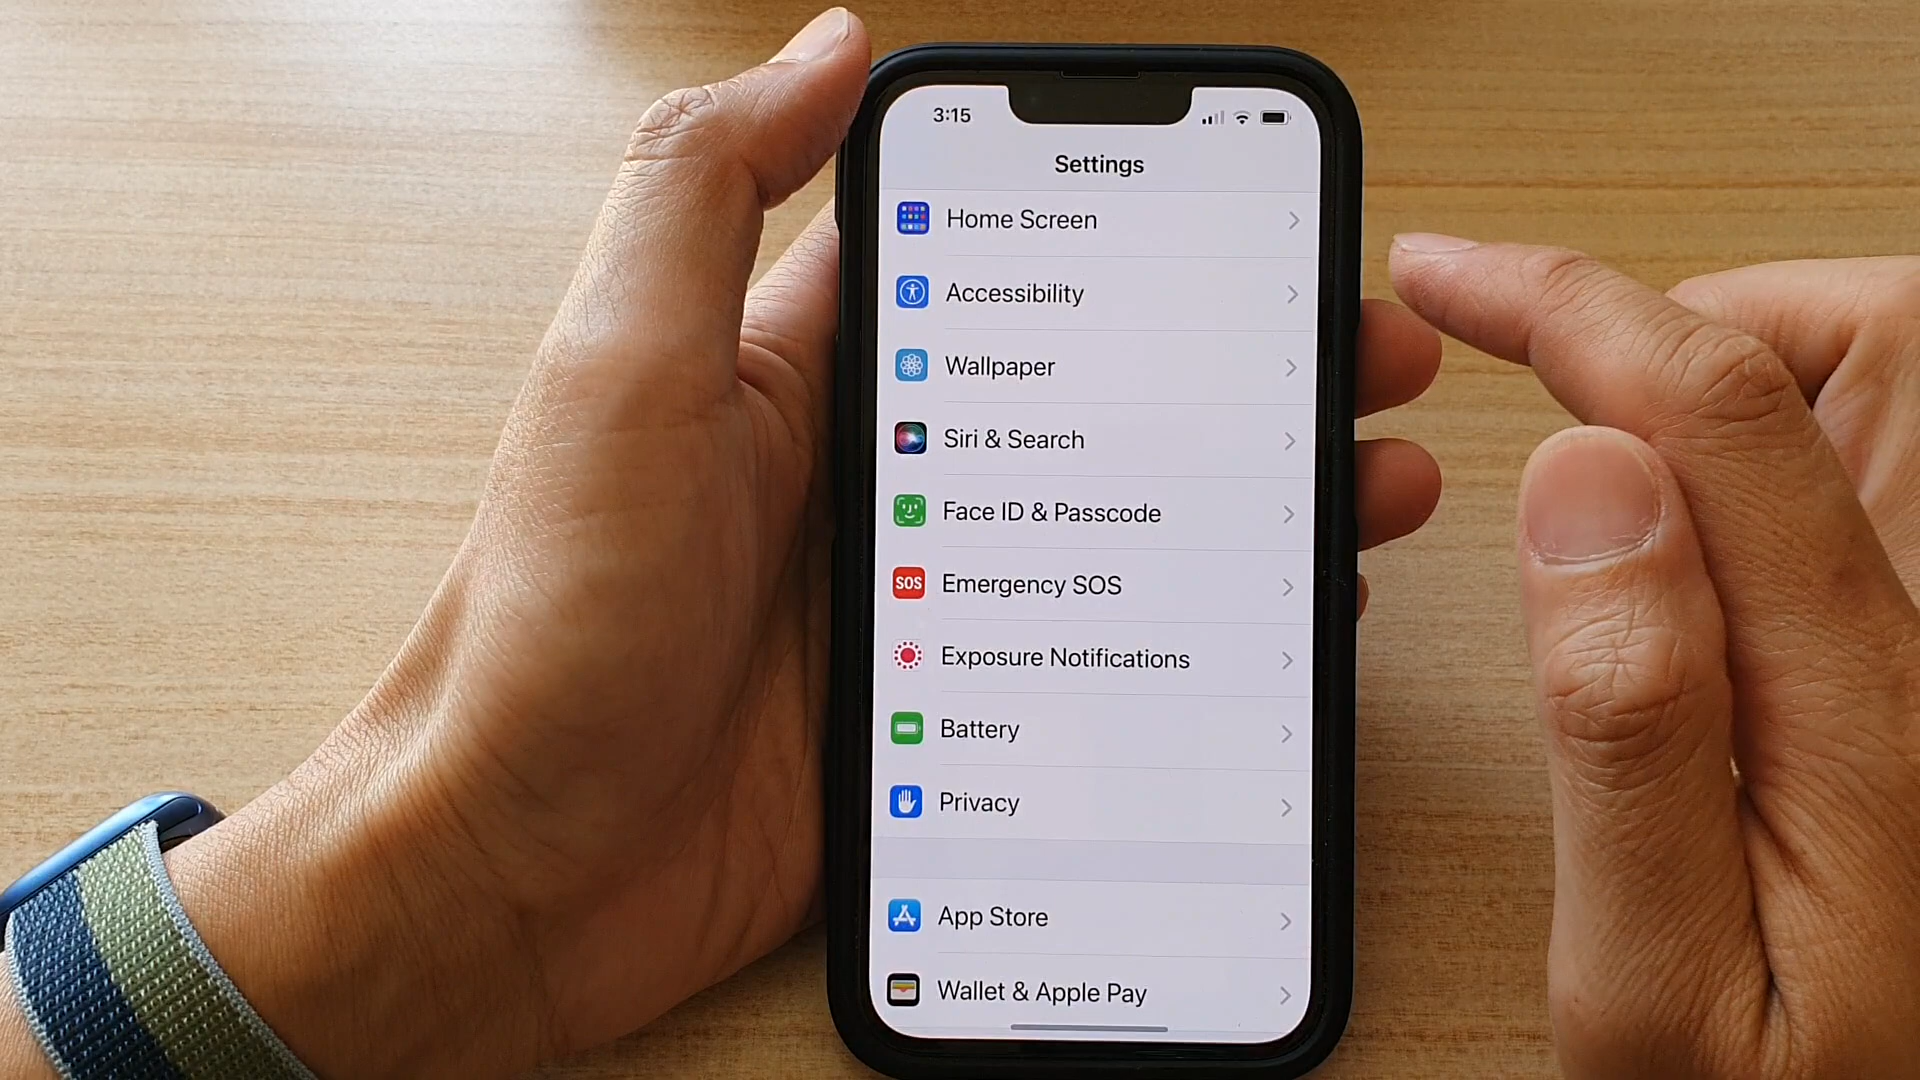 3:15
Settings
Home Screen
Accessibility
Wallpaper
Siri & Search
Face ID & Passcode
SOS Emergency SOS
Exposure Notifications
Battery
Privacy
App Store
Wallet & Apple Pay